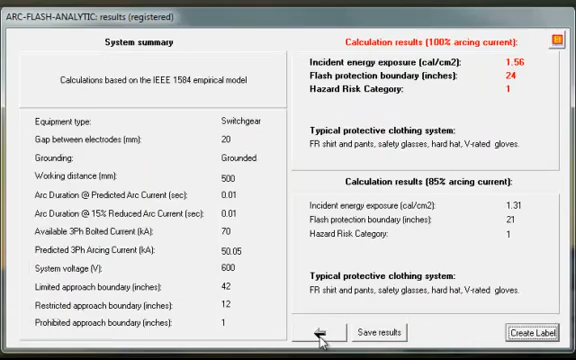 ARC-FLASH-ANALYTIC: results (registered)
System summary
Calculations based on the IEEE 1584 empirical model
Equipment type: Switchgear
Gap between electrodes (mm): 20
Grounding: Grounded
Working distance (mm): 500
Arc Duration @ Predicted Arc Current (sec): 0.01
Arc Duration @ 15% Reduced Arc Current (sec): 0.01
Available 3Ph Bolted Current (kA): 70
Predicted 3Ph Arcing Current (kA): 50.05
System voltage (V): 600
Limited approach boundary (inches): 42
Restricted approach boundary (inches): 12
Prohibited approach boundary (inches): 1
Calculation results (100% arcing current):
Incident energy exposure (cal/cm2): 1.56
Flash protection boundary (inches): 24
Hazard Risk Category: 1
Typical protective clothing system:
FR shirt and pants, safety glasses, hard hat, V-rated gloves.
Calculation results (85% arcing current):
Incident energy exposure (cal/cm2): 1.31
Flash protection boundary (inches): 21
Hazard Risk Category: 1
Typical protective clothing system:
FR shirt and pants, safety glasses, hard hat, V-rated gloves.
Save results
Create Label